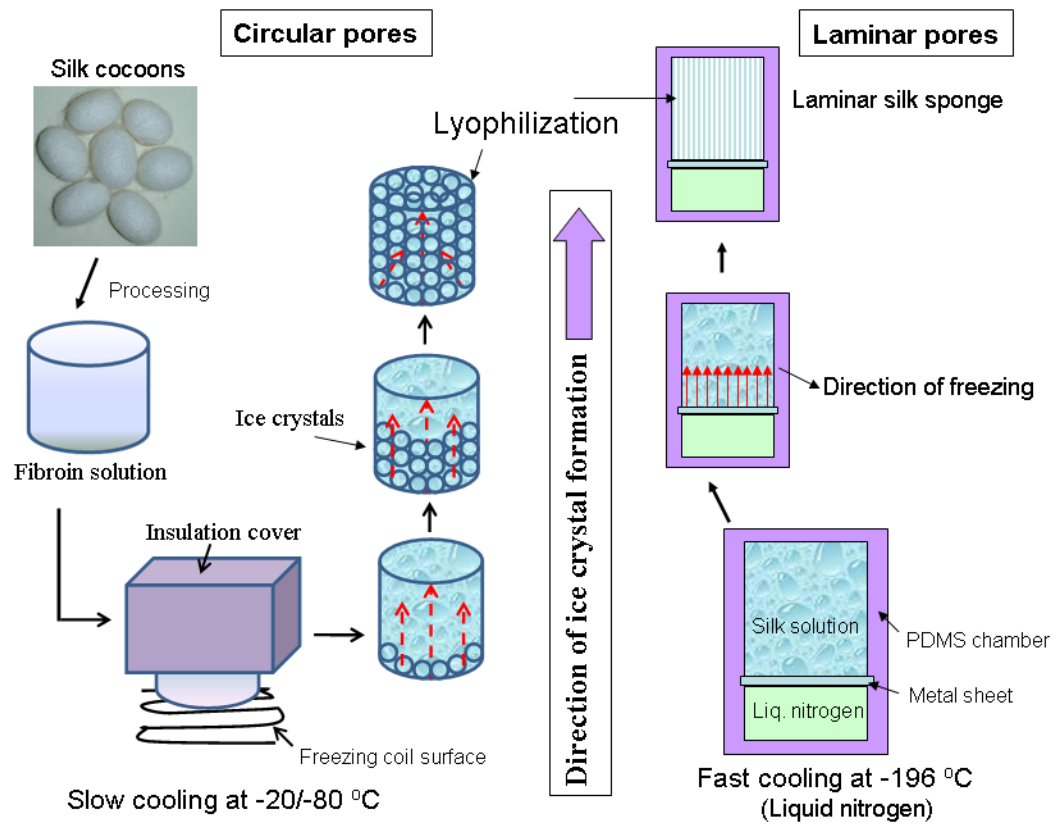 Circular pores
Laminar pores
Silk cocoons
Lyophilization
Laminar silk sponge
Processing
Fibroin solution
Ice crystals
Direction of ice crystal formation
Direction of freezing
Insulation cover
Freezing coil surface
Slow cooling at -20/-80 ⁰C
Silk solution
PDMS chamber
Metal sheet
Liq. nitrogen
Fast cooling at -196 ⁰C
(Liquid nitrogen)